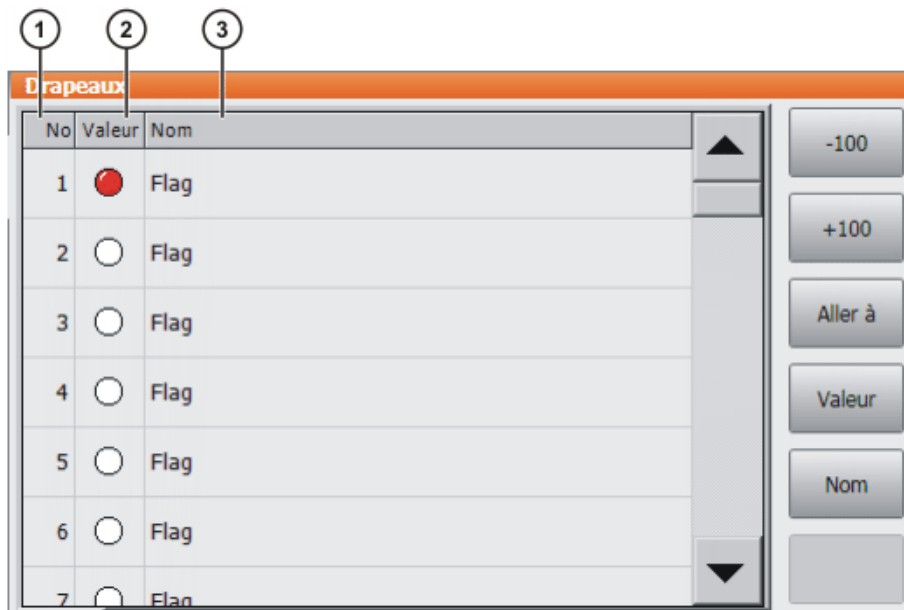 1 2 3
Drapeaux
No Valeur Nom
1 Flag
2 Flag
3 Flag
4 Flag
5 Flag
6 Flag
7 Flag
-100
+100
Aller à
Valeur
Nom